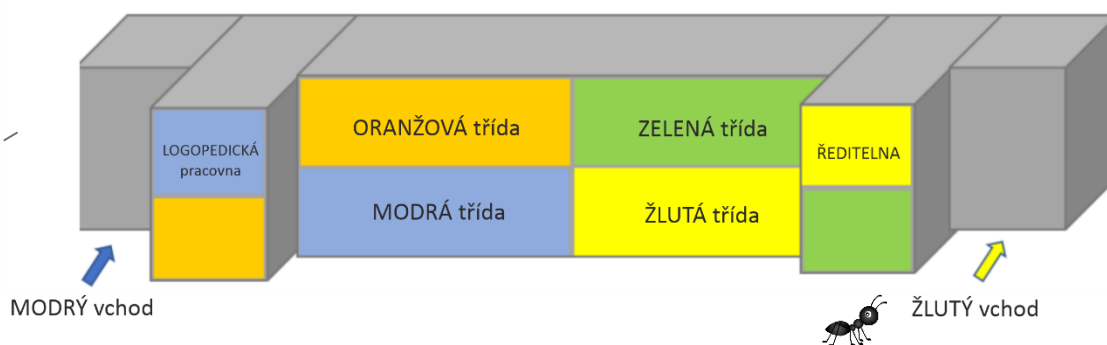 ORANŽOVÁ třída
ZELENÁ třída
LOGOPEDICKÁ
pracovna
ŘEDITELNA
MODRÁ třída
ŽLUTÁ třída
MODRÝ vchod
ŽLUTÝ vchod